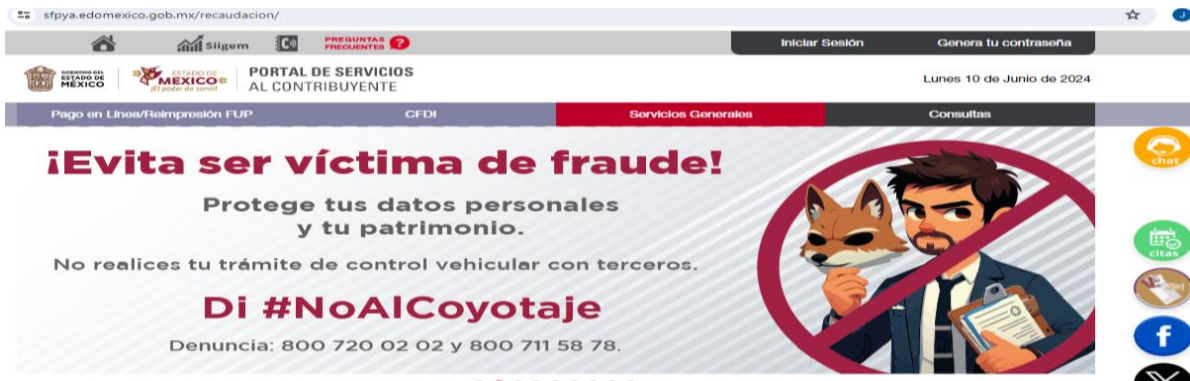 sfpya.edomexico.gob.mx/recaudacion/
J
Siigem
PREGUNTAS
FRECUENTES ?
Iniciar Sesión
Genera tu contraseña
GOBIERNO DEL
ESTADO DE
MÉXICO
ESTADO DE
MÉXICO
¡El poder de servir!
PORTAL DE SERVICIOS
AL CONTRIBUYENTE
Lunes 10 de Junio de 2024
Pago en Línea/Reimpresión FUP
CFDI
Servicios Generales
Consultas
¡Evita ser víctima de fraude!
Protege tus datos personales
y tu patrimonio.
No realices tu trámite de control vehicular con terceros.
Di #NoAlCoyotaje
Denuncia: 800 720 02 02 y 800 711 58 78.
chat
citas
f
X